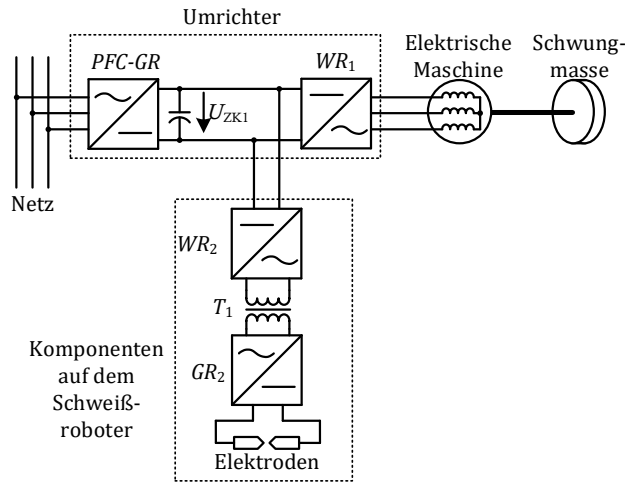 Umrichter
PFC-GR
WR1
Elektrische
Maschine
Schwung-
masse
UZK1
Netz
WR2
T1
Komponenten
auf dem
Schweiß-
roboter
GR2
Elektroden